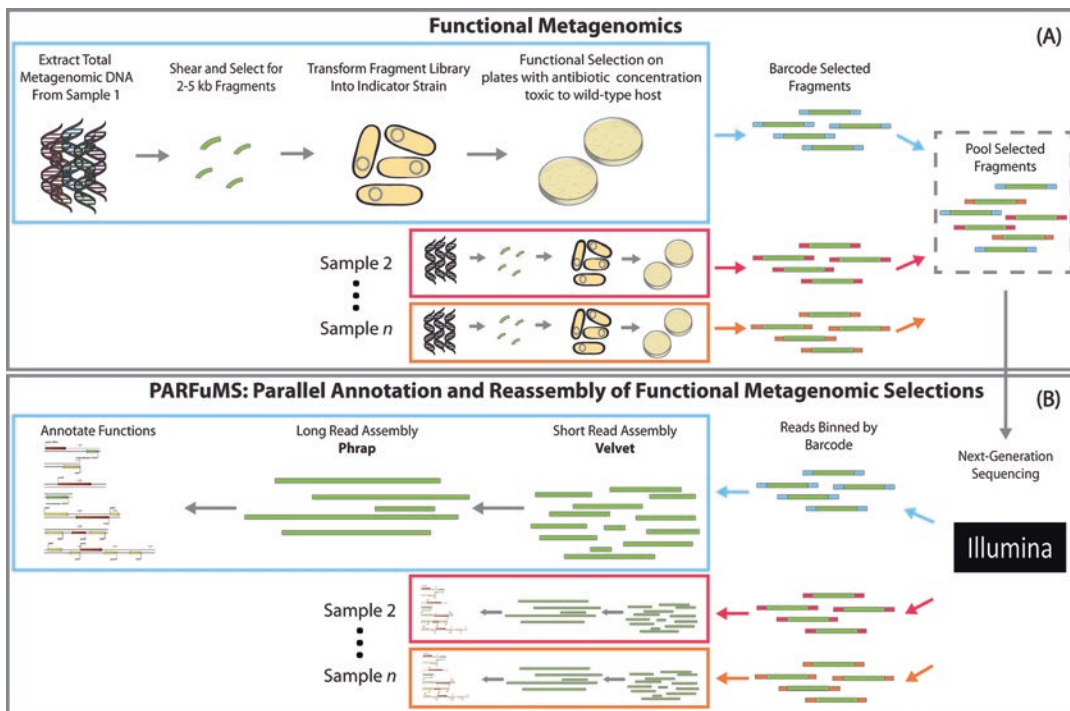 Functional Metagenomics
(A)
Extract Total
Metagenomic DNA
From Sample 1
Shear and Select for
2-5 kb Fragments
Transform Fragment Library
Into Indicator Strain
Functional Selection on
plates with antibiotic concentration
toxic to wild-type host
Barcode Selected
Fragments
Pool Selected
Fragments
Sample 2
Sample n
PARFuMS: Parallel Annotation and Reassembly of Functional Metagenomic Selections
(B)
Annotate Functions
Long Read Assembly
Phrap
Short Read Assembly
Velvet
Reads Binned by
Barcode
Next-Generation
Sequencing
Illumina
Sample 2
Sample n